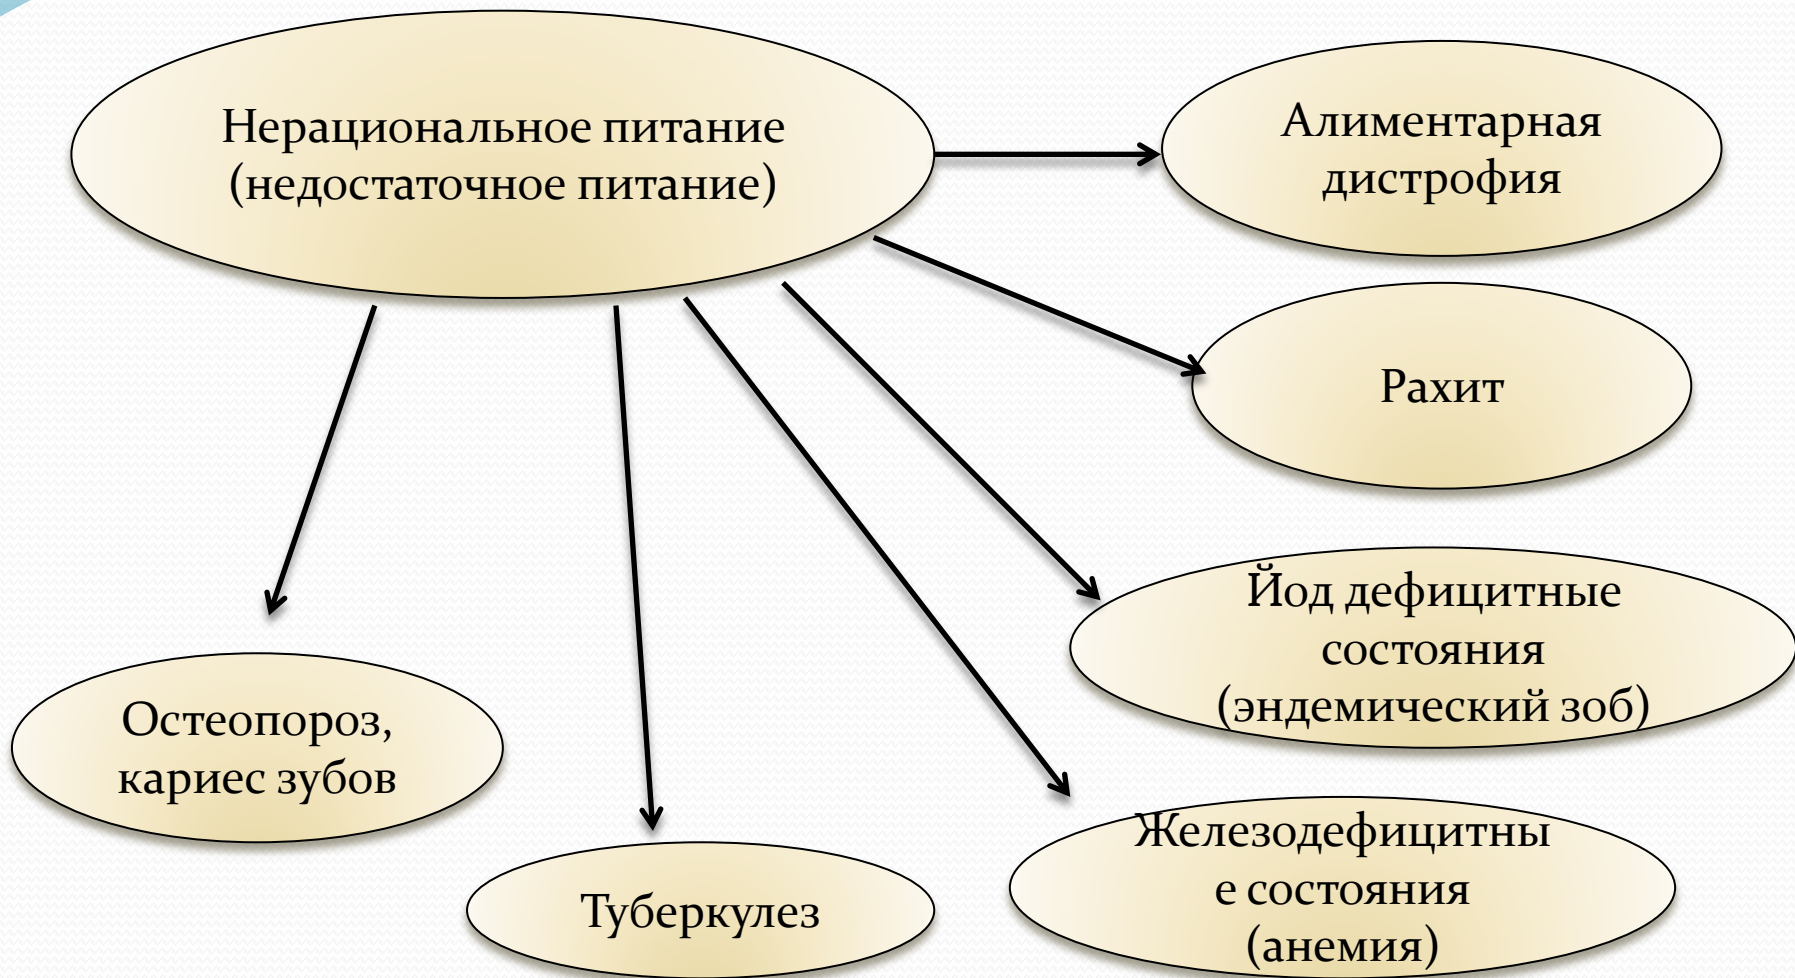 Нерациональное питание
(недостаточное питание)
Алиментарная
дистрофия
Рахит
Йод дефицитные
состояния
(эндемический зоб)
Остеопороз,
кариес зубов
Железодефицитны
е состояния
(анемия)
Туберкулез